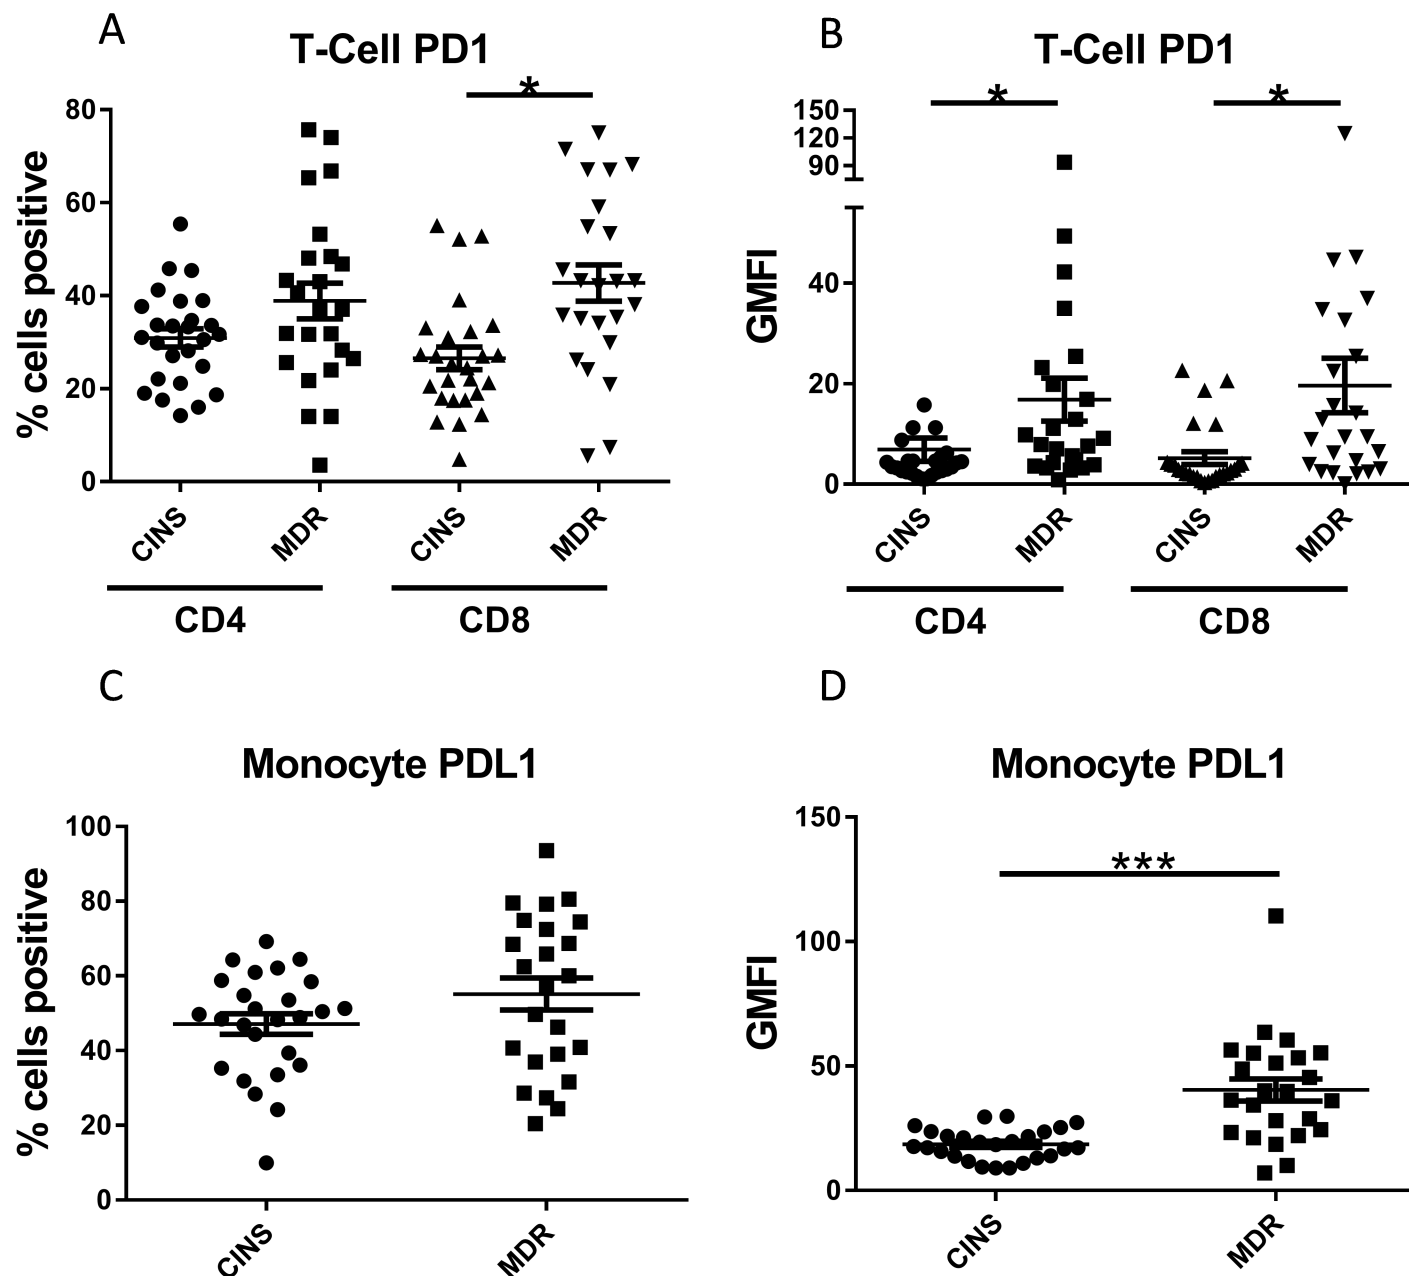 A
T-Cell PD1
*
% cells positive
80
60
40
20
0
CINS
MDR
CINS
MDR
CD4
CD8
B
T-Cell PD1
*
*
GMFI
150
120
90
40
20
0
CINS
MDR
CINS
MDR
CD4
CD8
C
Monocyte PDL1
% cells positive
100
80
60
40
20
0
CINS
MDR
D
Monocyte PDL1
***
GMFI
150
100
50
0
CINS
MDR